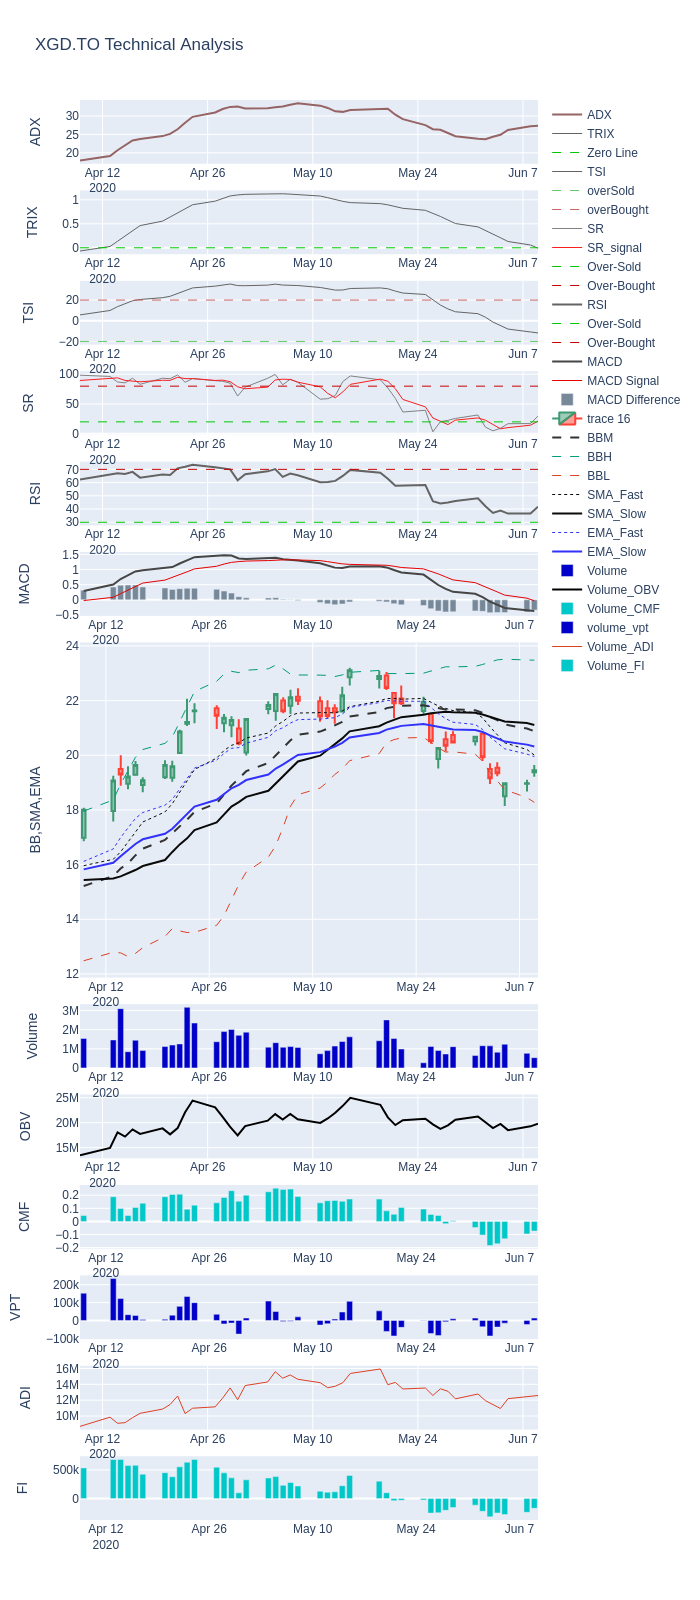 XGD.TO Technical Analysis
ADX
30
25
20
Apr 12
2020
Apr 26
May 10
May 24
Jun 7
TRIX
1
0.5
0
Apr 12
2020
Apr 26
May 10
May 24
Jun 7
TSI
20
0
−20
Apr 12
2020
Apr 26
May 10
May 24
Jun 7
SR
100
50
0
Apr 12
2020
Apr 26
May 10
May 24
Jun 7
RSI
70
60
50
40
30
Apr 12
2020
Apr 26
May 10
May 24
Jun 7
MACD
1.5
1
0.5
0
−0.5
Apr 12
2020
Apr 26
May 10
May 24
Jun 7
BB,SMA,EMA
24
22
20
18
16
14
12
Apr 12
2020
Apr 26
May 10
May 24
Jun 7
Volume
3M
2M
1M
0
Apr 12
2020
Apr 26
May 10
May 24
Jun 7
OBV
25M
20M
15M
Apr 12
2020
Apr 26
May 10
May 24
Jun 7
CMF
0.2
0.1
0
−0.1
−0.2
Apr 12
2020
Apr 26
May 10
May 24
Jun 7
VPT
200k
100k
0
−100k
Apr 12
2020
Apr 26
May 10
May 24
Jun 7
ADI
16M
14M
12M
10M
Apr 12
2020
Apr 26
May 10
May 24
Jun 7
FI
500k
0
Apr 12
2020
Apr 26
May 10
May 24
Jun 7
ADX
TRIX
Zero Line
TSI
overSold
overBought
SR
SR_signal
Over-Sold
Over-Bought
RSI
Over-Sold
Over-Bought
MACD
MACD Signal
MACD Difference
trace 16
BBM
BBH
BBL
SMA_Fast
SMA_Slow
EMA_Fast
EMA_Slow
Volume
Volume_OBV
Volume_CMF
volume_vpt
Volume_ADI
Volume_FI